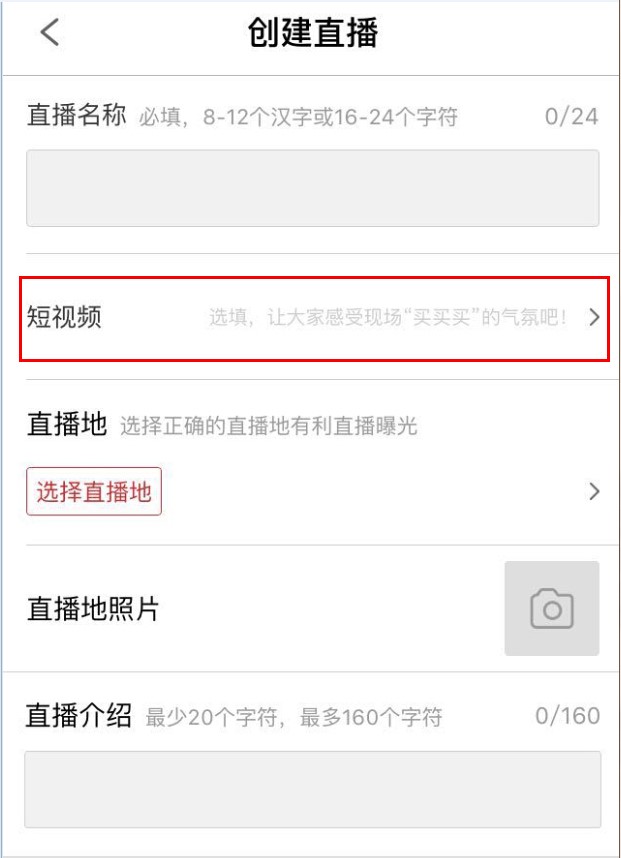 创建直播
直播名称 必填，8-12个汉字或16-24个字符 0/24
短视频 选填，让大家感受现场“买买买”的气氛吧！
直播地 选择正确的直播地有利直播曝光
选择直播地
直播地照片
直播介绍 最少20个字符，最多160个字符 0/160